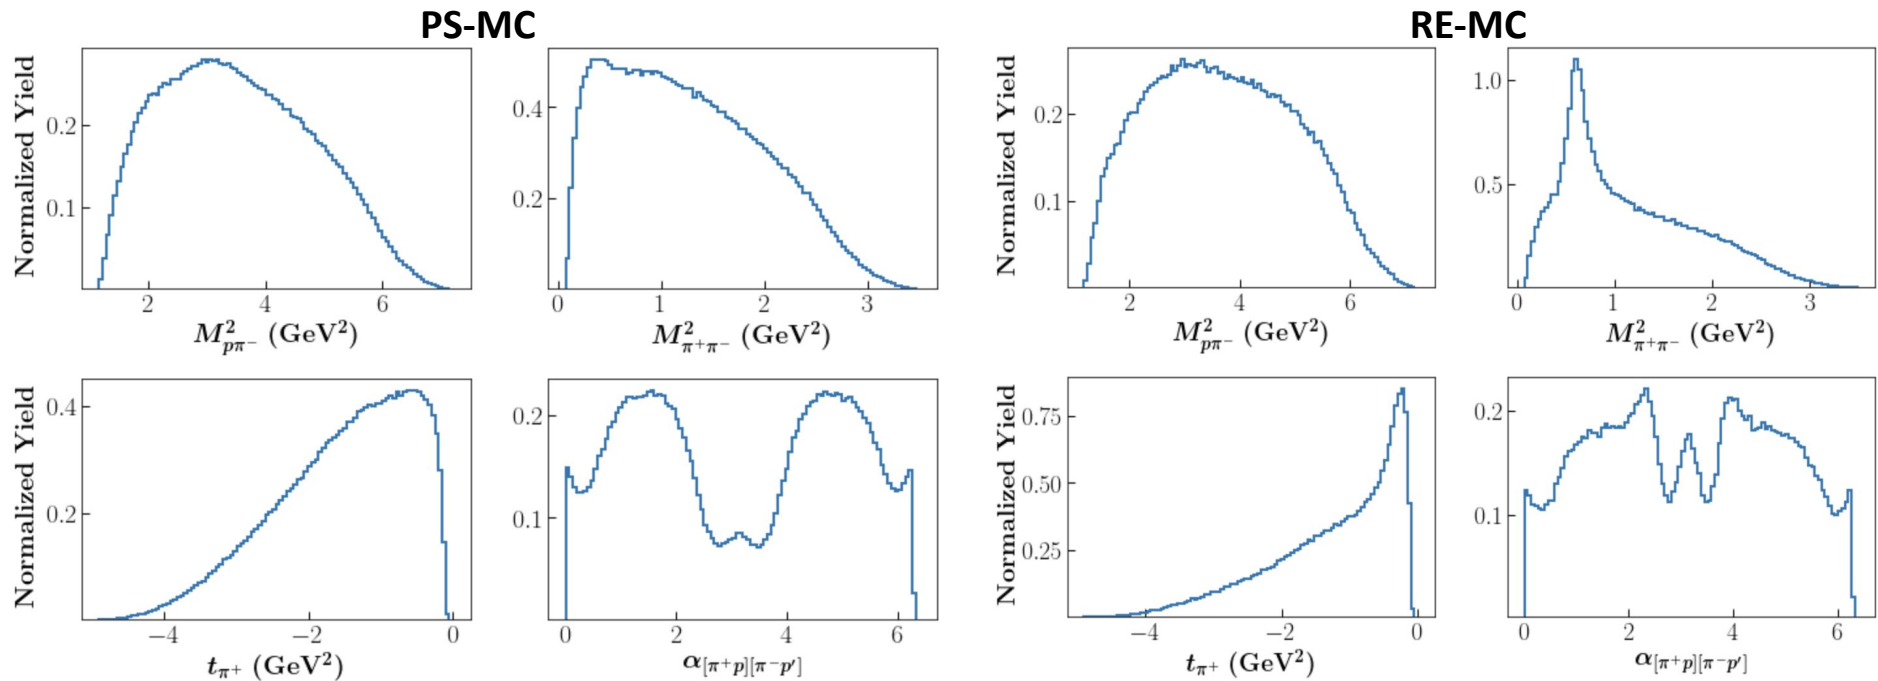 PS-MC
RE-MC
Normalized Yield
0.2
0.1
2 4 6
M²ₚπ⁻ (GeV²)
0.4
0.2
0 1 2 3
M²π⁺π⁻ (GeV²)
Normalized Yield
0.2
0.1
2 4 6
M²ₚπ⁻ (GeV²)
1.0
0.5
0 1 2 3
M²π⁺π⁻ (GeV²)
Normalized Yield
0.4
0.2
−4 −2 0
tπ⁺ (GeV²)
0.2
0.1
0 2 4 6
α[π⁺p][π⁻p′]
Normalized Yield
0.75
0.50
0.25
−4 −2 0
tπ⁺ (GeV²)
0.2
0.1
0 2 4 6
α[π⁺p][π⁻p′]